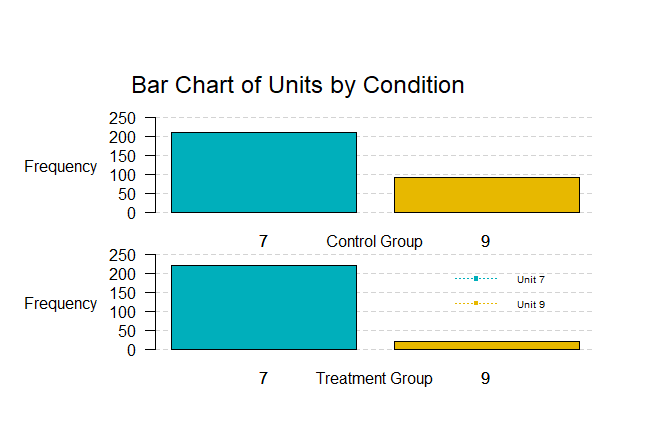 Bar Chart of Units by Condition
250
200
150
100
50
0
Frequency
7 Control Group 9
250
200
150
100
50
0
Frequency
Unit 7
Unit 9
7 Treatment Group 9